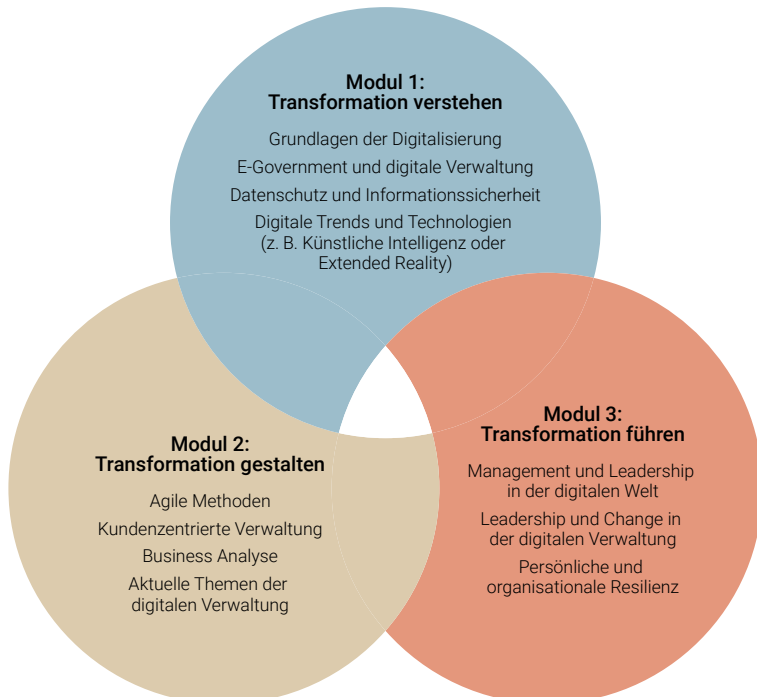 Modul 1:
Transformation verstehen
Grundlagen der Digitalisierung
E-Government und digitale Verwaltung
Datenschutz und Informationssicherheit
Digitale Trends und Technologien
(z. B. Künstliche Intelligenz oder
Extended Reality)
Modul 2:
Transformation gestalten
Agile Methoden
Kundenzentrierte Verwaltung
Business Analyse
Aktuelle Themen der
digitalen Verwaltung
Modul 3:
Transformation führen
Management und Leadership
in der digitalen Welt
Leadership und Change in
der digitalen Verwaltung
Persönliche und
organisationale Resilienz